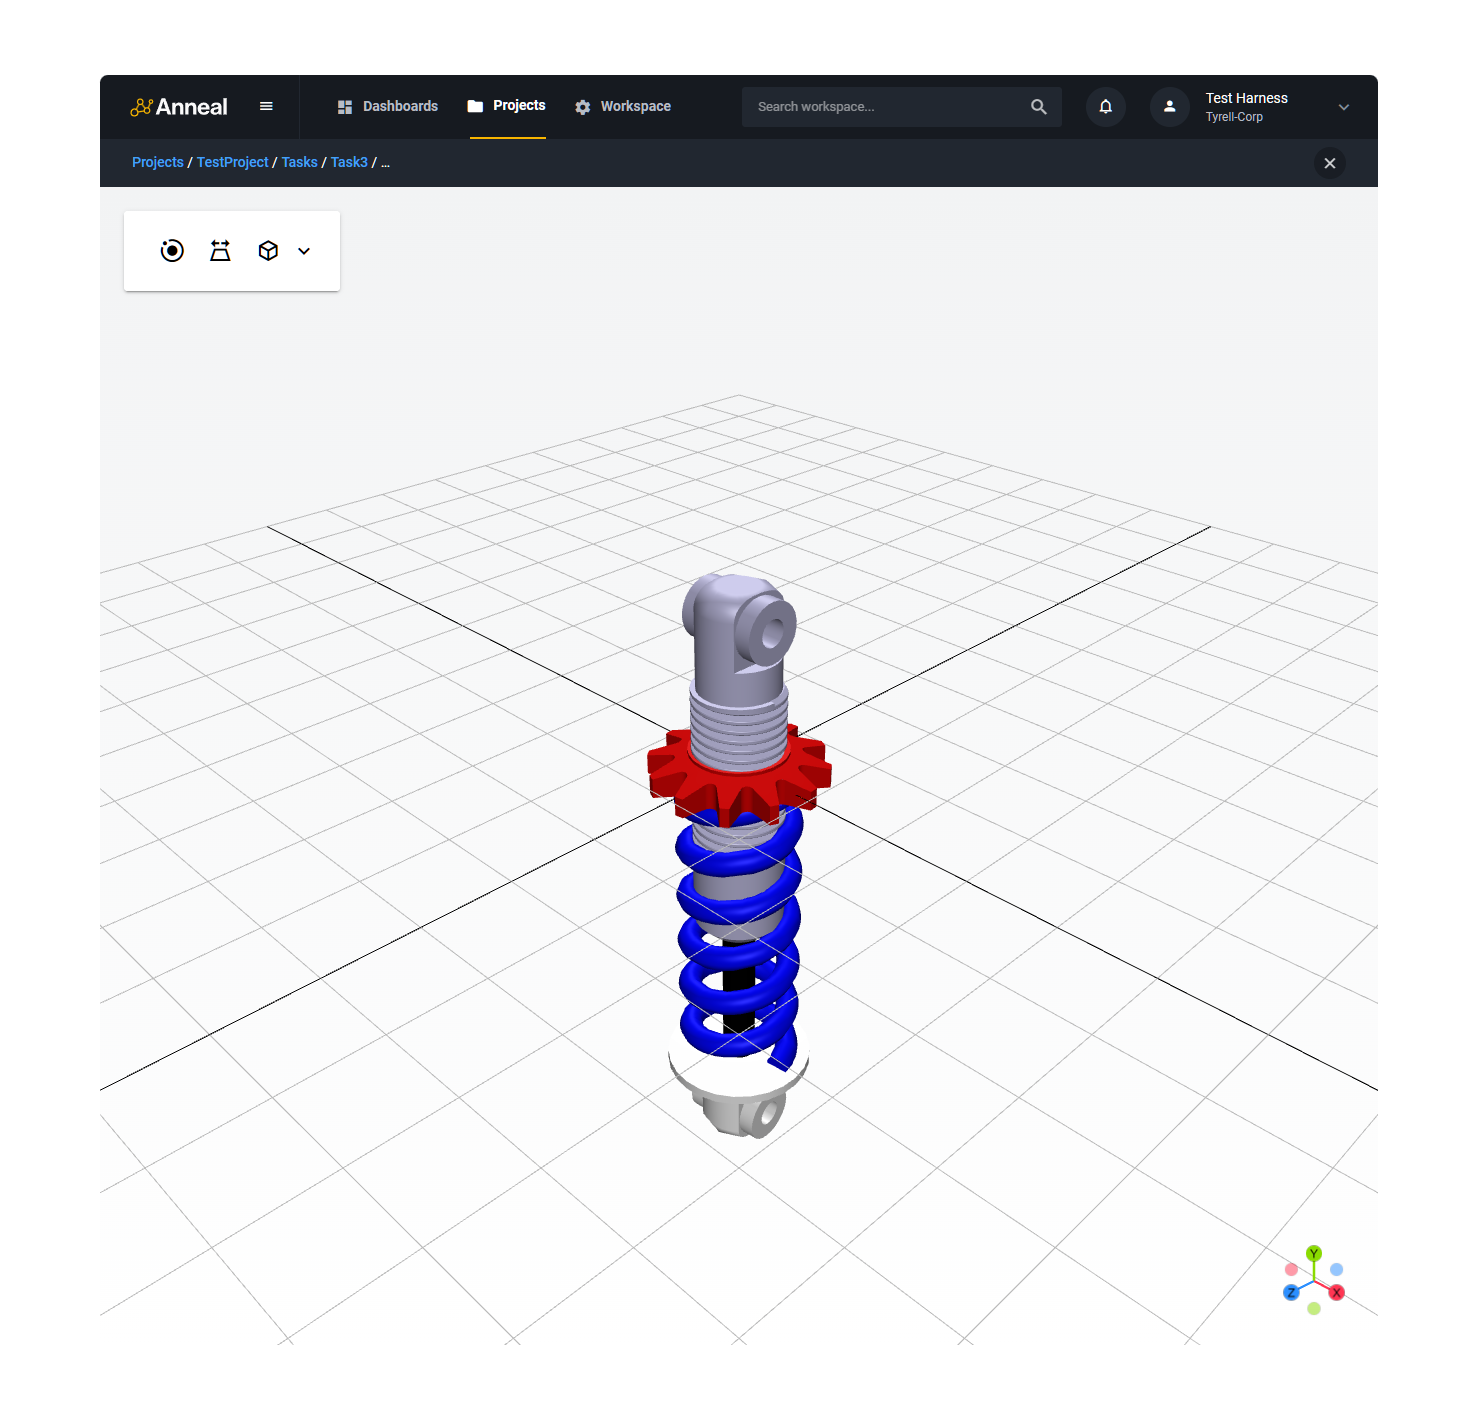 Anneal
Dashboards
Projects
Workspace
Search workspace...
Test Harness
Tyrell-Corp
Projects / TestProject / Tasks / Task3 / ...
Y
Z
X